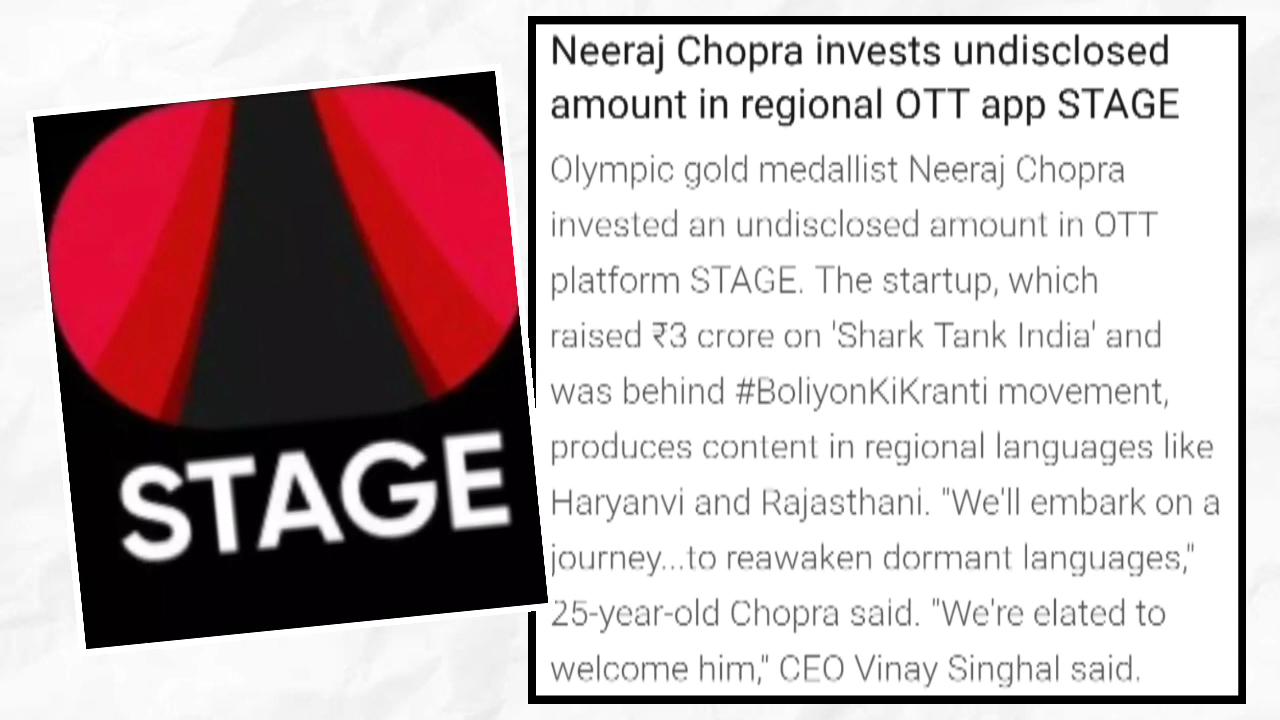 STAGE
Neeraj Chopra invests undisclosed
amount in regional OTT app STAGE
Olympic gold medallist Neeraj Chopra
invested an undisclosed amount in OTT
platform STAGE. The startup, which
raised ₹3 crore on 'Shark Tank India' and
was behind #BoliyonKiKranti movement,
produces content in regional languages like
Haryanvi and Rajasthani. "We'll embark on a
journey...to reawaken dormant languages,"
25-year-old Chopra said. "We're elated to
welcome him," CEO Vinay Singhal said.